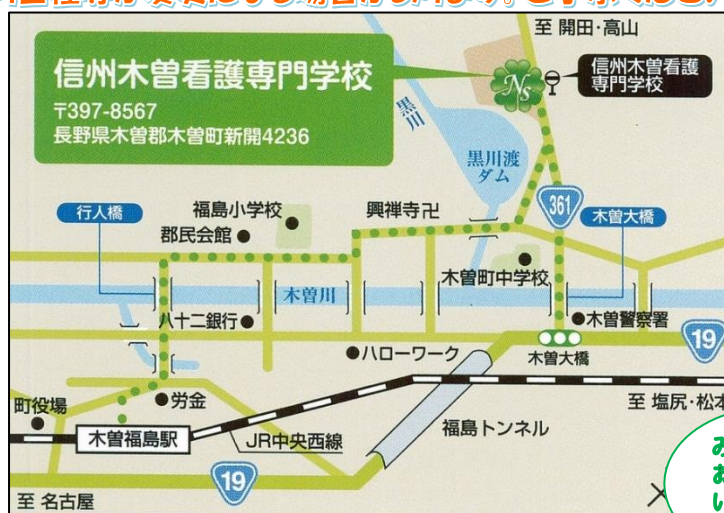 至 開田・高山
信州木曽看護専門学校
〒397-8567
長野県木曽郡木曽町新開4236
Ns
信州木曽看護
専門学校
黒川
黒川渡
ダム
行人橋
福島小学校
興禅寺卍
361
木曽大橋
郡民会館
木曽町中学校
木曽川
八十二銀行
木曽警察署
ハローワーク
木曽大橋
19
町役場
労金
至 塩尻・松本
木曽福島駅
JR中央西線
福島トンネル
19
至 名古屋